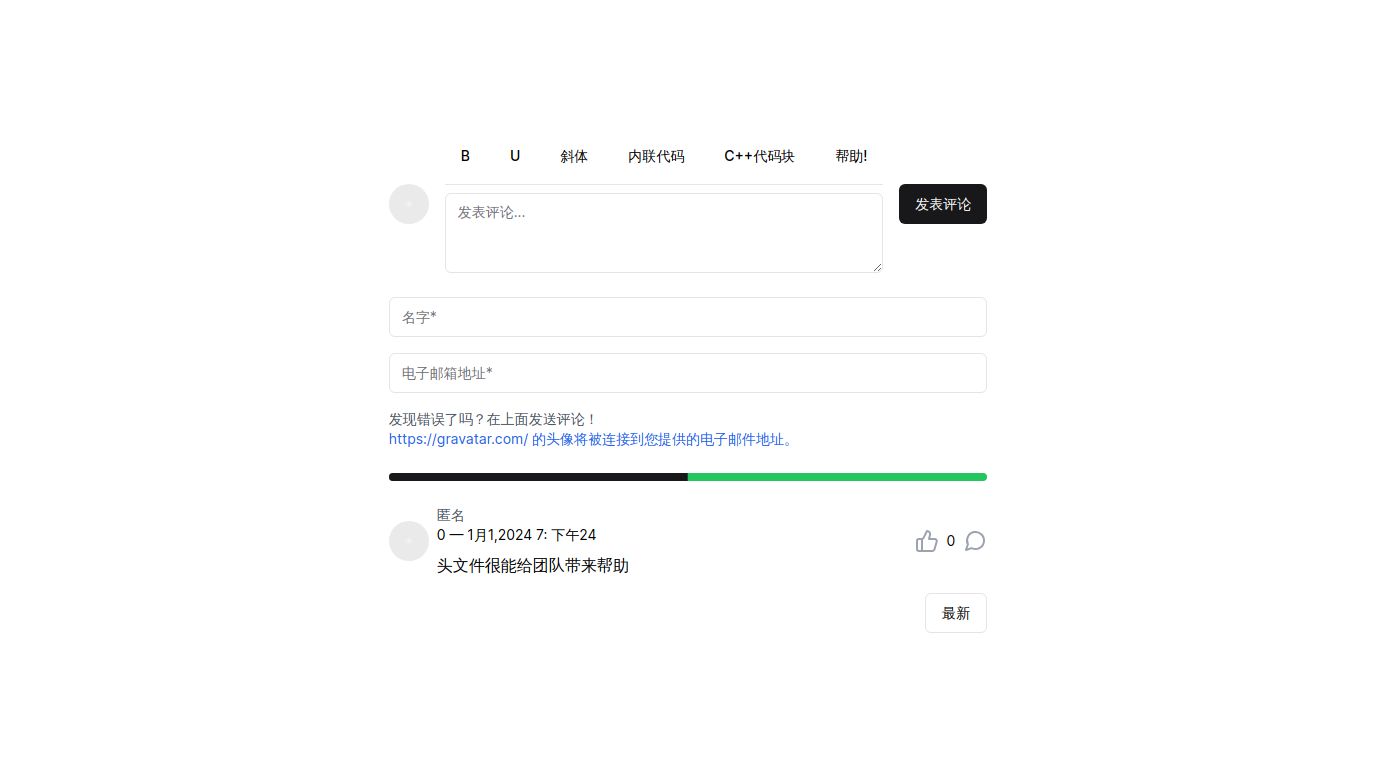 B U 斜体 内联代码 C++代码块 帮助!
发表评论...
发表评论
名字*
电子邮箱地址*
发现错误了吗？在上面发送评论！
https://gravatar.com/ 的头像将被连接到您提供的电子邮件地址。
匿名
0 — 1月1,2024 7: 下午24
0
头文件很能给团队带来帮助
最新